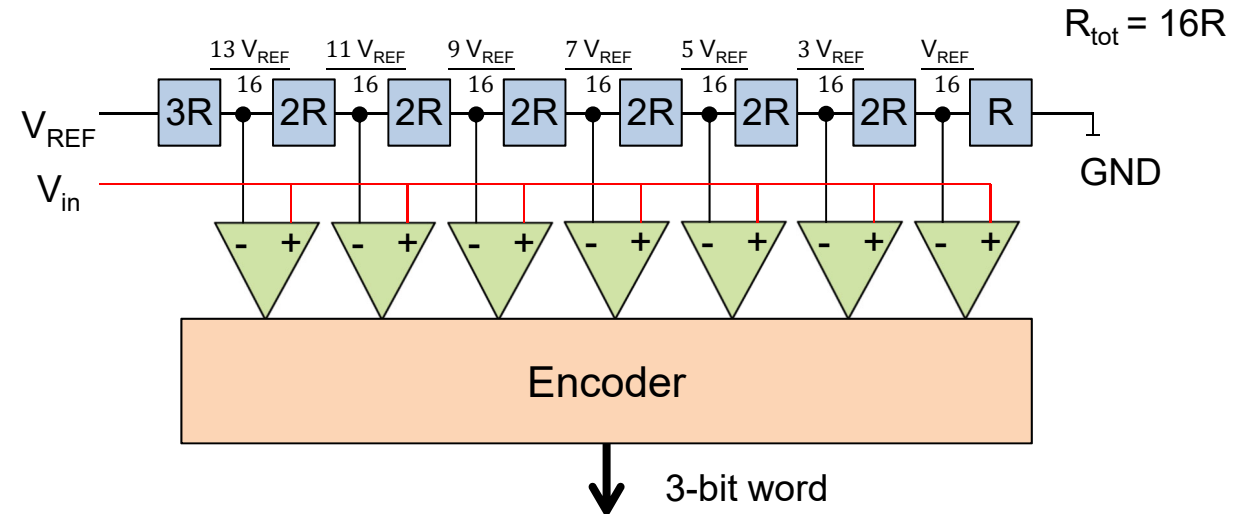 R_tot = 16R
13 V_REF 11 V_REF 9 V_REF 7 V_REF 5 V_REF 3 V_REF V_REF
16 16 16 16 16 16 16
V_REF 3R 2R 2R 2R 2R 2R 2R R
GND
V_in
- + - + - + - + - + - + - +
Encoder
3-bit word